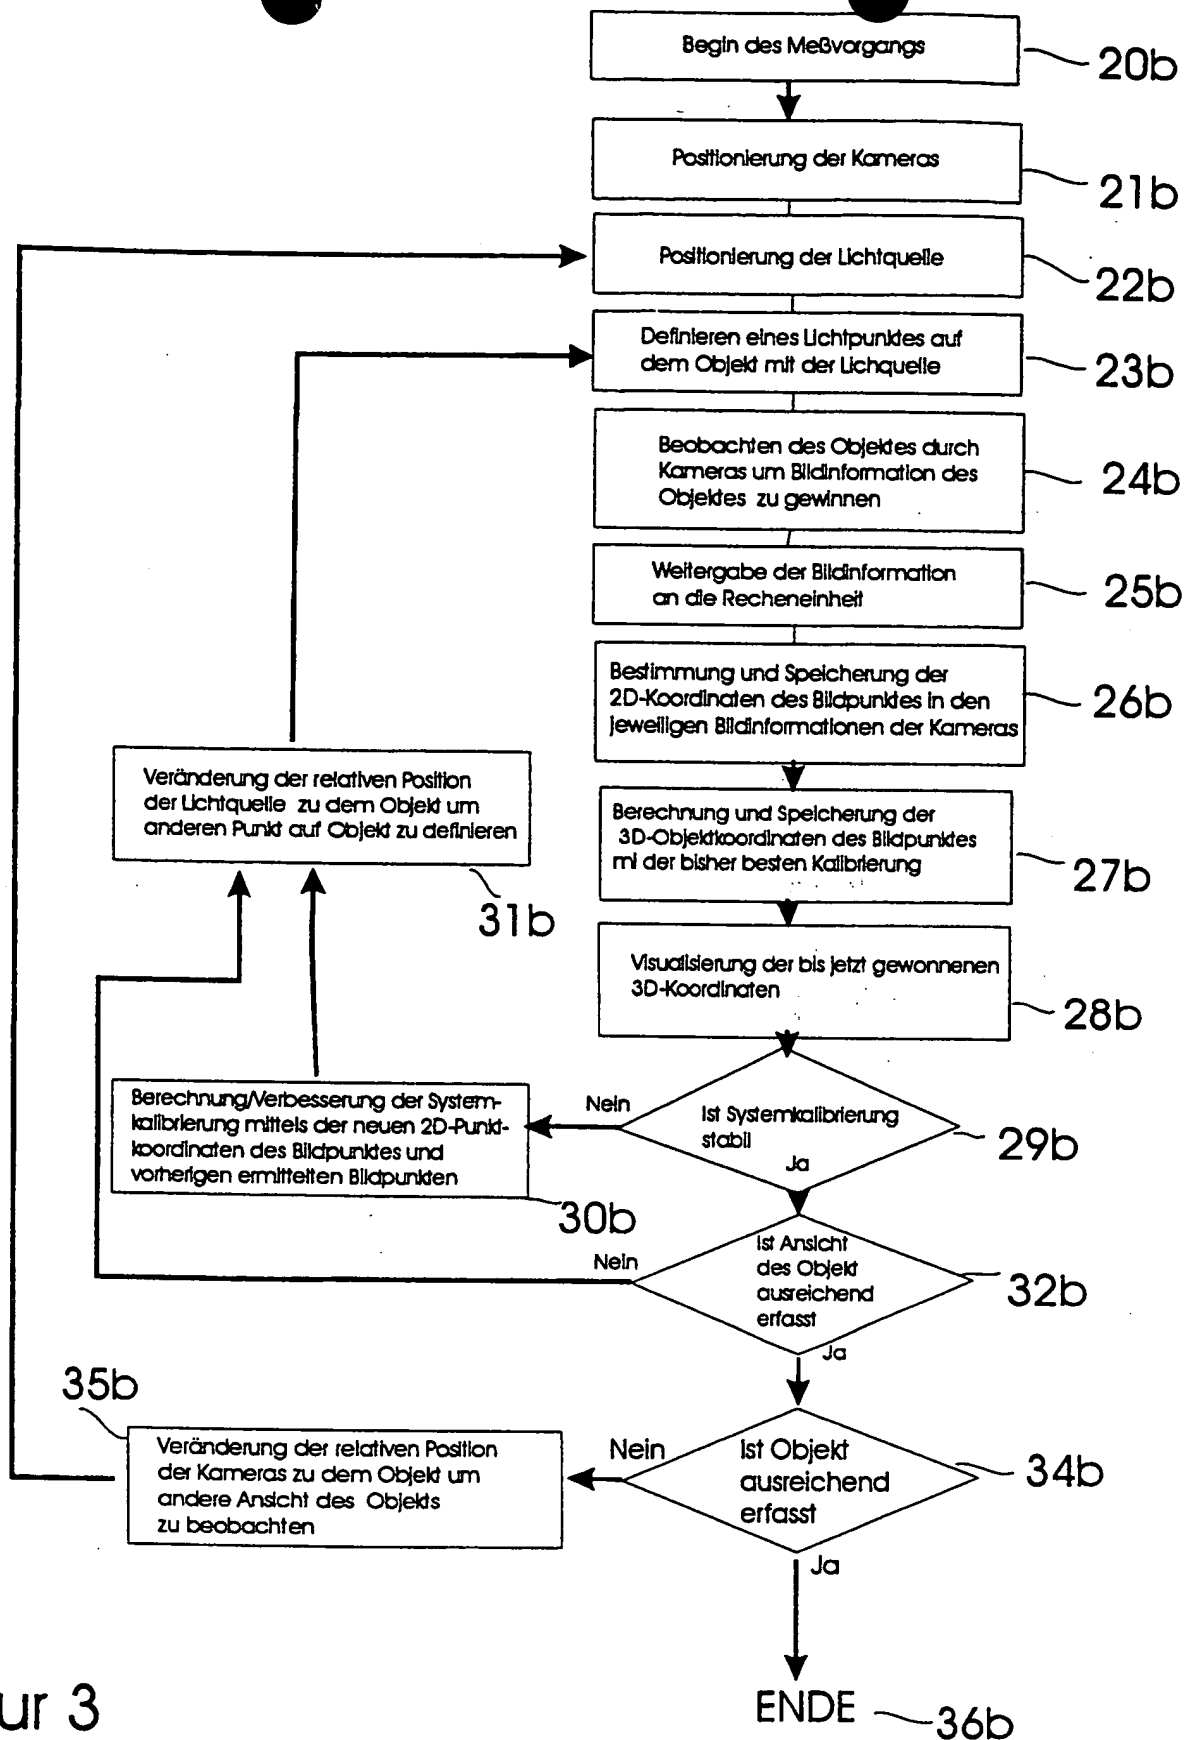 Begin des Meßvorgangs
20b
Positionierung der Kameras
21b
Positionierung der Lichtquelle
22b
Definieren eines Lichtpunktes auf
dem Objekt mit der Lichquelle
23b
Beobachten des Objektes durch
Kameras um Bildinformation des
Objektes zu gewinnen
24b
Weitergabe der Bildinformation
an die Recheneinheit
25b
Bestimmung und Speicherung der
2D-Koordinaten des Bildpunktes in den
jeweiligen Bildinformationen der Kameras
26b
Veränderung der relativen Position
der Lichtquelle zu dem Objekt um
anderen Punkt auf Objekt zu definieren
31b
Berechnung und Speicherung der
3D-Objektkoordinaten des Bildpunktes
mi der bisher besten Kalibrierung
27b
Visualisierung der bis jetzt gewonnenen
3D-Koordinaten
28b
Berechnung/Verbesserung der System-
kalibrierung mittels der neuen 2D-Punkt-
koordinaten des Bildpunktes und
vorherigen ermittelten Bildpunkten
30b
Nein
Ist Systemkalibrierung
stabil
Ja
29b
Nein
Ist Ansicht
des Objekt
ausreichend
erfasst
Ja
32b
35b
Veränderung der relativen Position
der Kameras zu dem Objekt um
andere Ansicht des Objekts
zu beobachten
Nein
Ist Objekt
ausreichend
erfasst
Ja
34b
ENDE
36b
ur 3